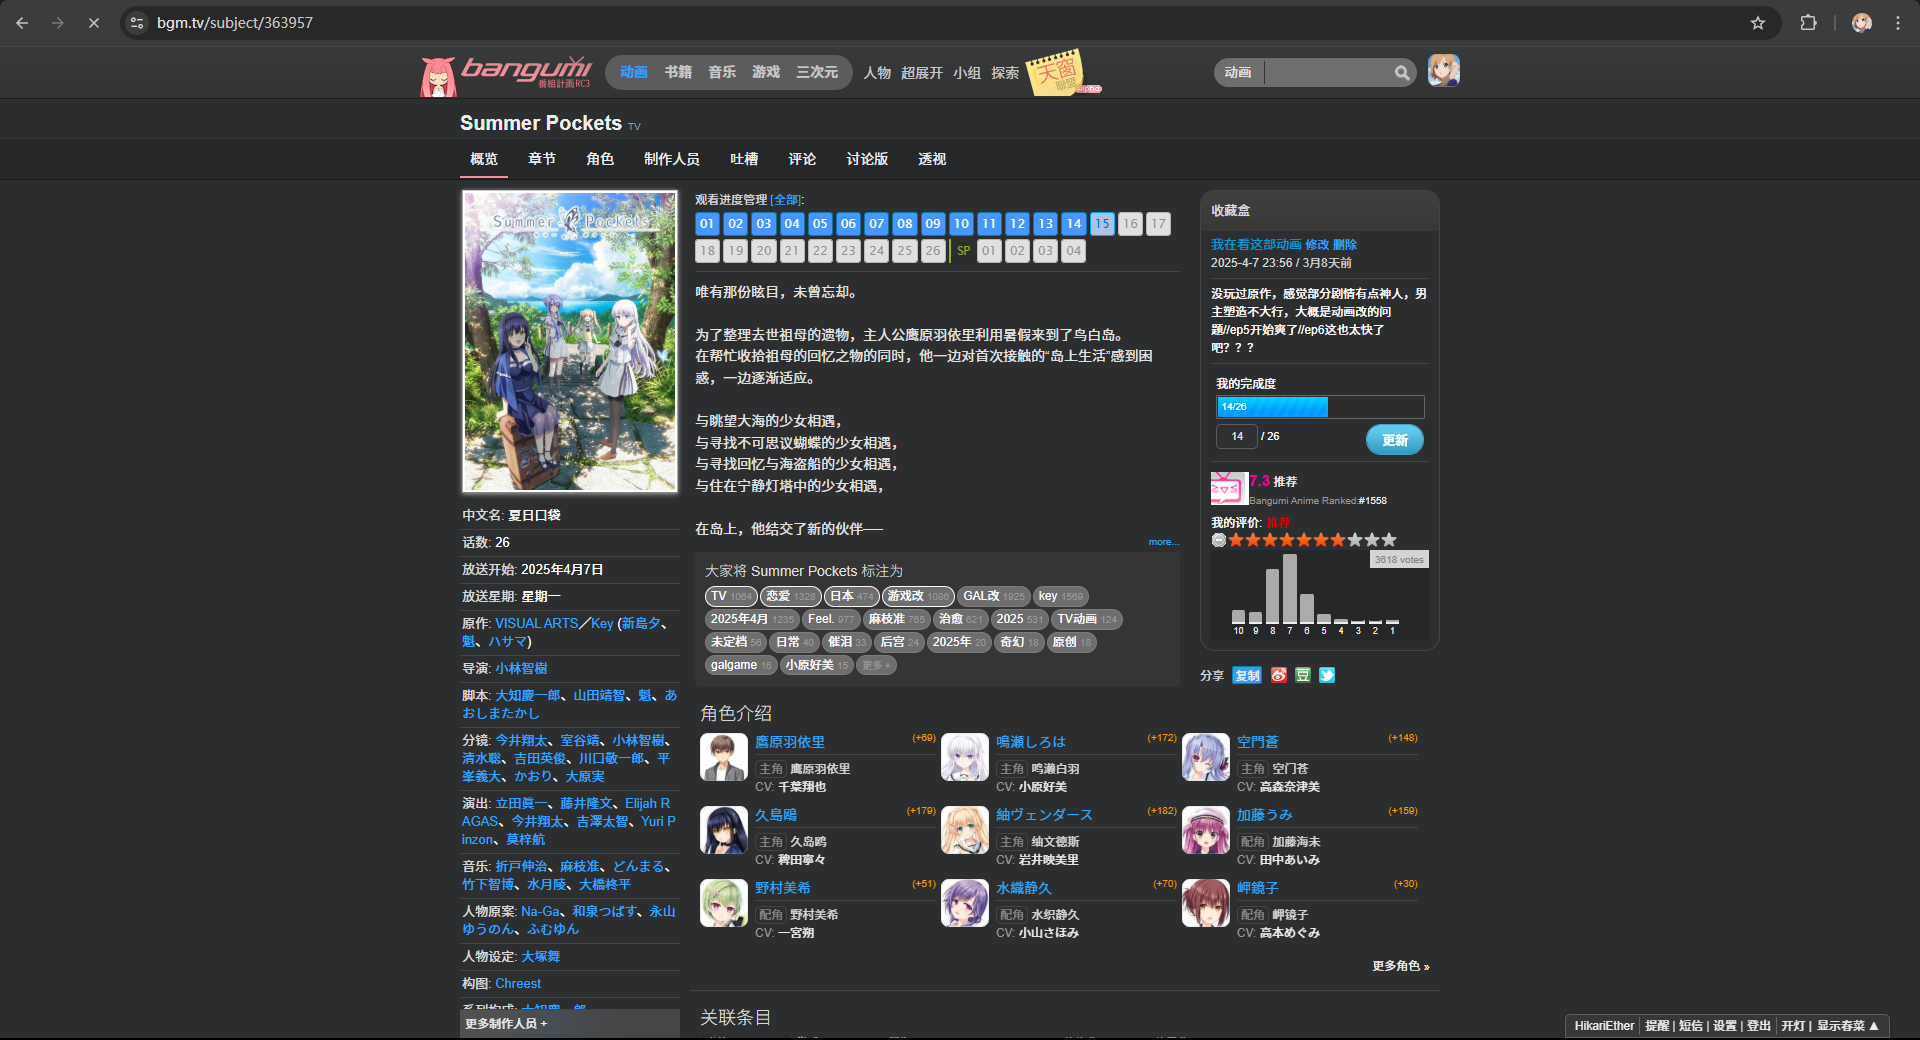 bgm.tv/subject/363957
bangumi
番組計画RC3
动画 书籍 音乐 游戏 三次元 人物 超展开 小组 探索 天窗 联盟 alpha
动画
Summer Pockets TV
概览 章节 角色 制作人员 吐槽 评论 讨论版 透视
Summer Pockets
中文名: 夏日口袋
话数: 26
放送开始: 2025年4月7日
放送星期: 星期一
原作: VISUAL ARTS／Key (新島夕、
魁、ハサマ)
导演: 小林智樹
脚本: 大知慶一郎、山田靖智、魁、あ
おしまたかし
分镜: 今井翔太、室谷靖、小林智樹、
清水聡、吉田英俊、川口敬一郎、平
峯義大、かおり、大原実
演出: 立田眞一、藤井隆文、Elijah R
AGAS、今井翔太、吉澤太智、Yuri P
inzon、莫梓航
音乐: 折戸伸治、麻枝准、どんまる、
竹下智博、水月陵、大橋柊平
人物原案: Na-Ga、和泉つばす、永山
ゆうのん、ふむゆん
人物设定: 大塚舞
构图: Chreest
更多制作人员 +
观看进度管理 [全部]:
01 02 03 04 05 06 07 08 09 10 11 12 13 14 15 16 17
18 19 20 21 22 23 24 25 26 SP 01 02 03 04
唯有那份眩目，未曾忘却。
为了整理去世祖母的遗物，主人公鹰原羽依里利用暑假来到了鸟白岛。
在帮忙收拾祖母的回忆之物的同时，他一边对首次接触的“岛上生活”感到困
惑，一边逐渐适应。
与眺望大海的少女相遇，
与寻找不可思议蝴蝶的少女相遇，
与寻找回忆与海盗船的少女相遇，
与住在宁静灯塔中的少女相遇，
在岛上，他结交了新的伙伴──
more...
大家将 Summer Pockets 标注为
TV 1064 恋爱 1328 日本 474 游戏改 1086 GAL改 1925 key 1569
2025年4月 1235 Feel. 977 麻枝准 765 治愈 621 2025 531 TV动画 124
未定档 56 日常 40 催泪 33 后宫 24 2025年 20 奇幻 18 原创 18
galgame 16 小原好美 15 更多 +
角色介绍
鷹原羽依里 (+69)
主角 鹰原羽依里
CV: 千葉翔也
鳴瀬しろは (+172)
主角 鸣濑白羽
CV: 小原好美
空門蒼 (+148)
主角 空门苍
CV: 高森奈津美
久島鴎 (+179)
主角 久岛鸥
CV: 稗田寧々
紬ヴェンダース (+182)
主角 䌷文德斯
CV: 岩井映美里
加藤うみ (+159)
配角 加藤海未
CV: 田中あいみ
野村美希 (+51)
配角 野村美希
CV: 一宮朔
水織静久 (+70)
配角 水织静久
CV: 小山さほみ
岬鏡子 (+30)
配角 岬镜子
CV: 高本めぐみ
更多角色 »
关联条目
收藏盒
我在看这部动画 修改 删除
2025-4-7 23:56 / 3月8天前
没玩过原作，感觉部分剧情有点神人，男
主塑造不大行，大概是动画改的问
题//ep5开始爽了//ep6这也太快了
吧？？？
我的完成度
14/26
14 / 26 更新
7.3 推荐
Bangumi Anime Ranked:#1558
我的评价: 推荐
3618 votes
10 9 8 7 6 5 4 3 2 1
分享 复制 豆
HikariEther 提醒 | 短信 | 设置 | 登出 开灯 | 显示春菜 ▲